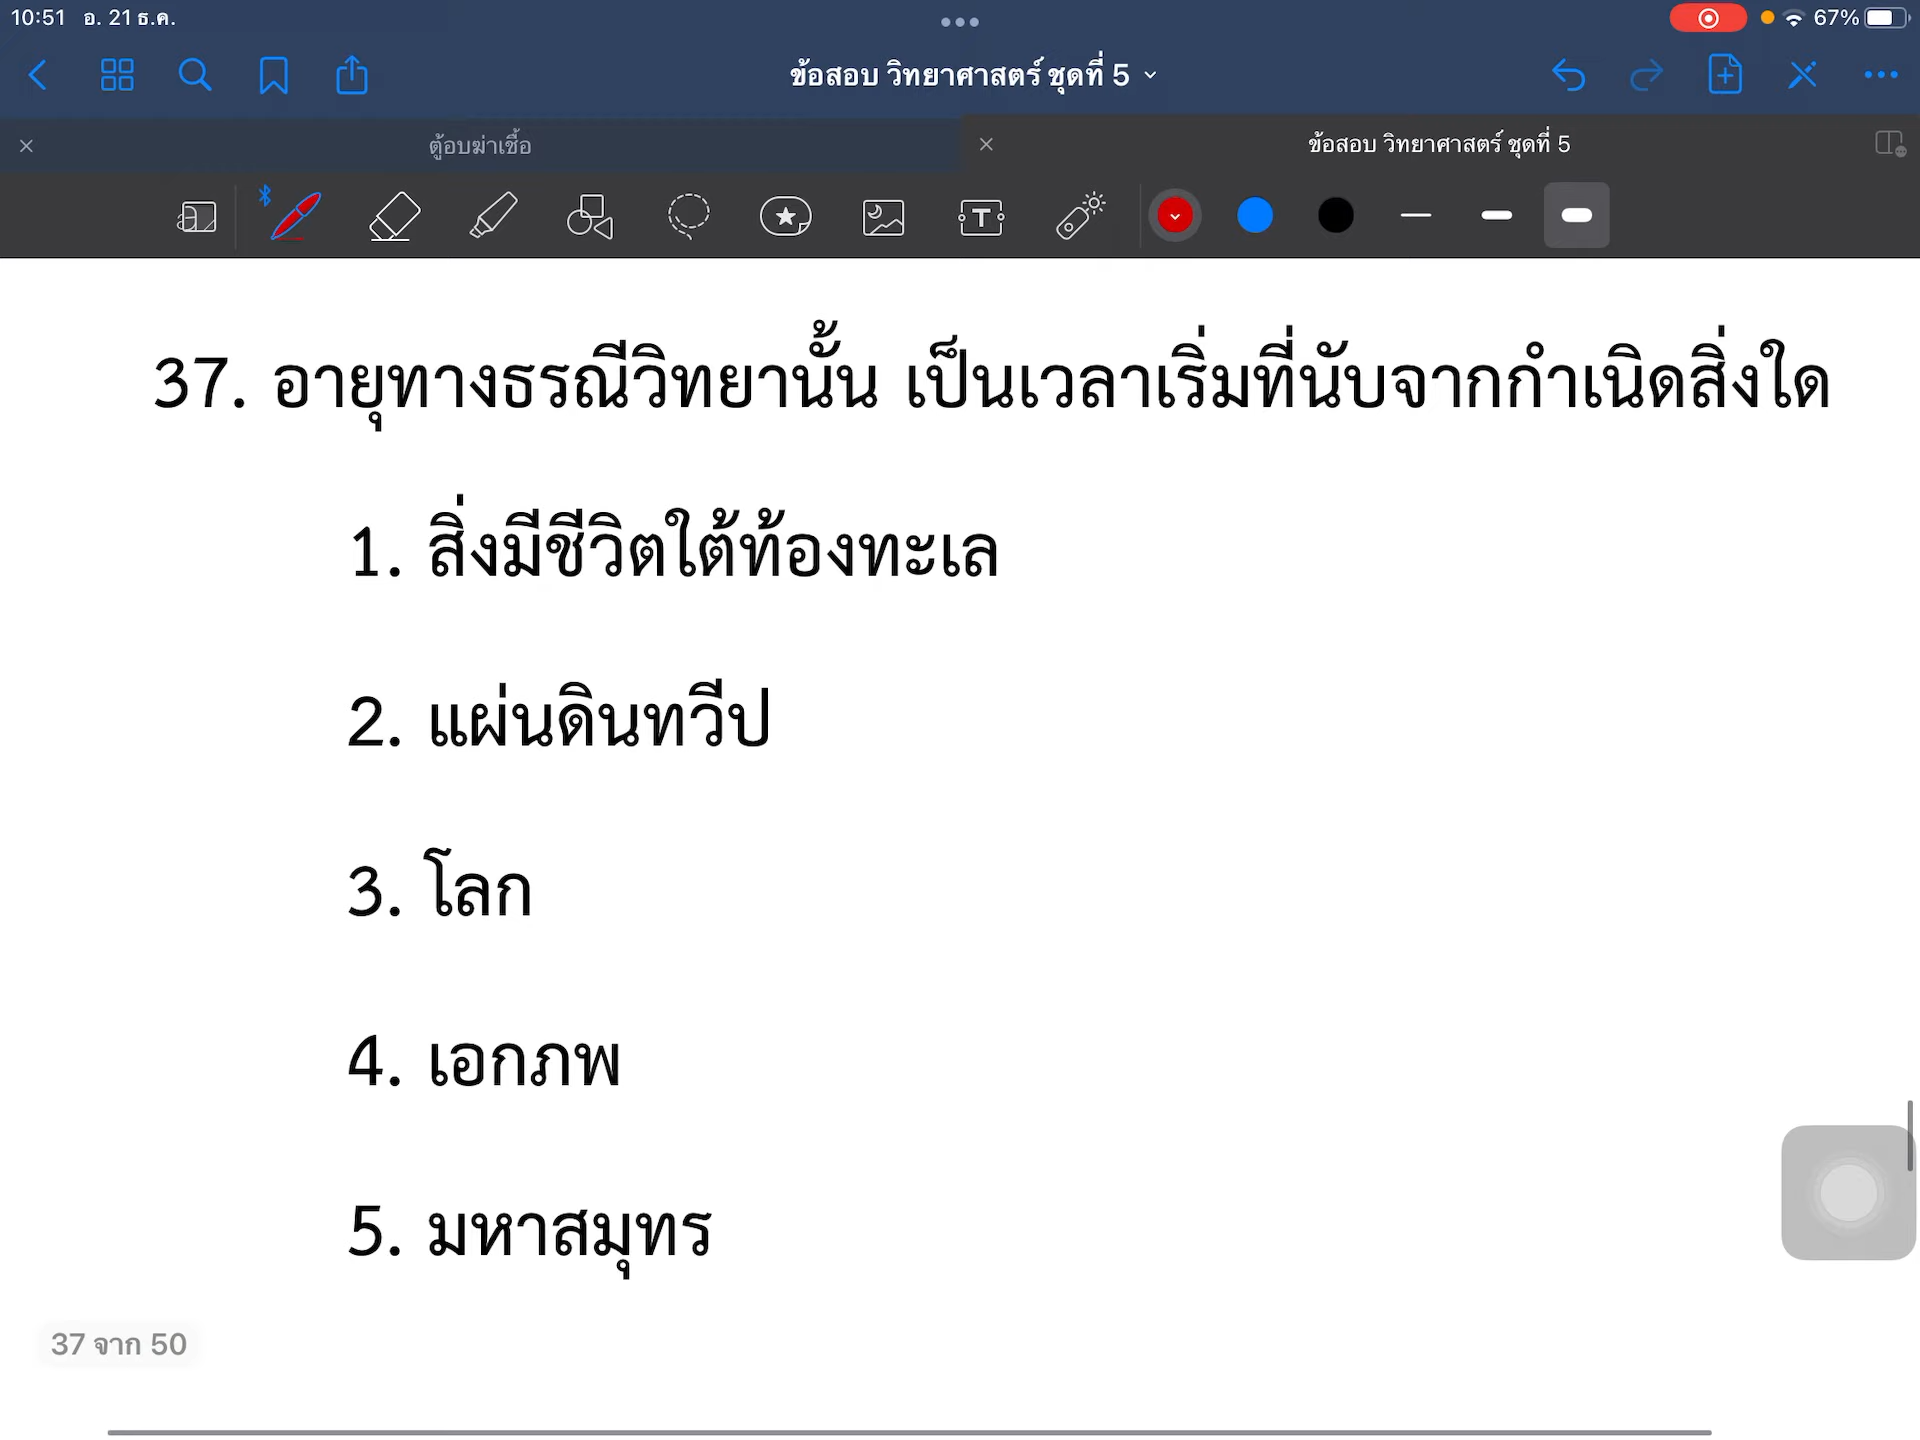 10:51 อ. 21 ธ.ค.
67%
ข้อสอบ วิทยาศาสตร์ ชุดที่ 5
ตู้อบฆ่าเชื้อ
ข้อสอบ วิทยาศาสตร์ ชุดที่ 5
37. อายุทางธรณีวิทยานั้น เป็นเวลาเริ่มที่นับจากกำเนิดสิ่งใด
1. สิ่งมีชีวิตใต้ท้องทะเล
2. แผ่นดินทวีป
3. โลก
4. เอกภพ
5. มหาสมุทร
37 จาก 50